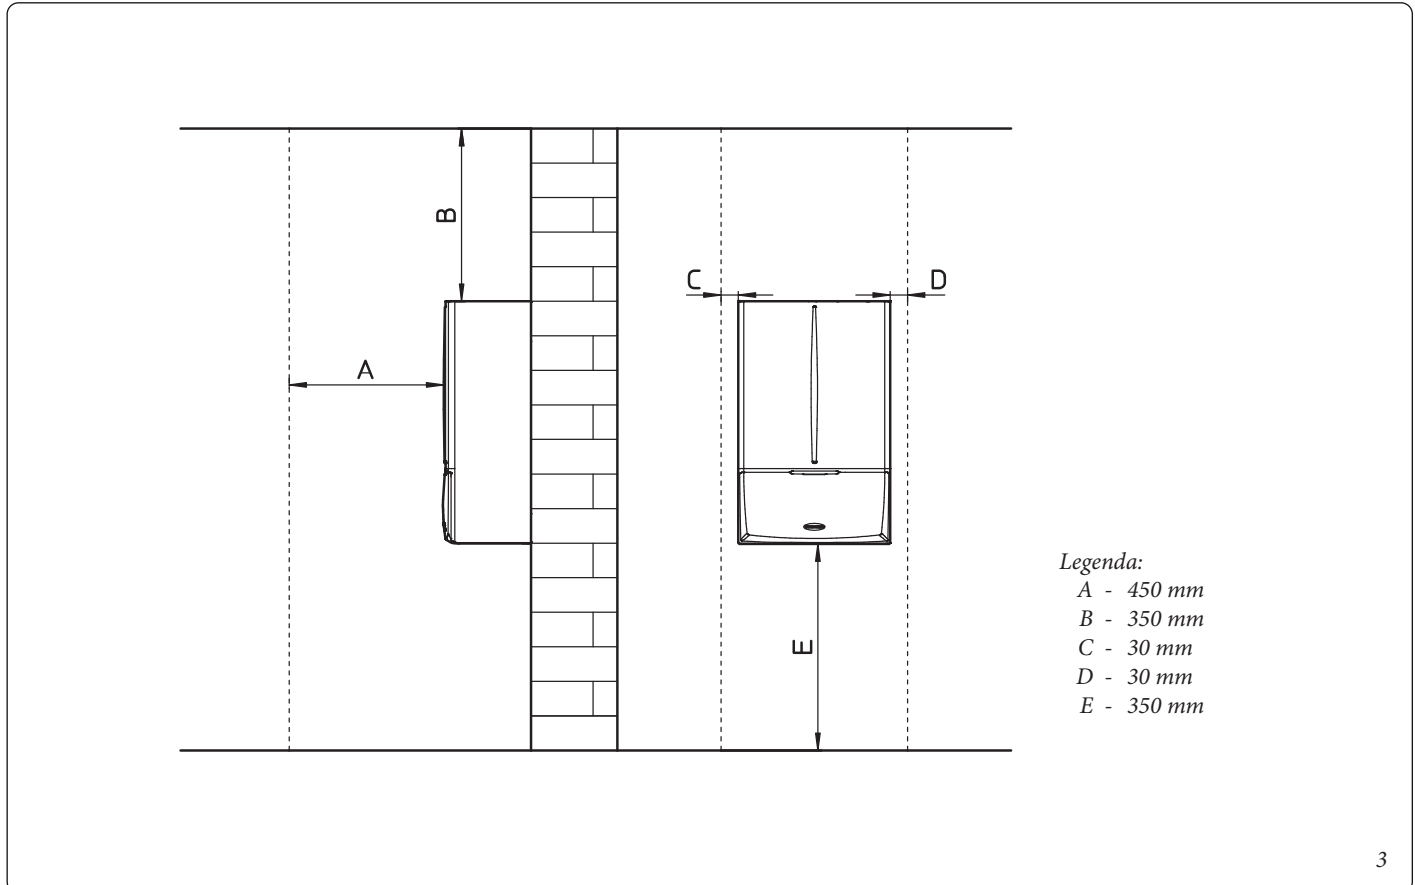 B
C
D
A
E
Legenda:
A - 450 mm
B - 350 mm
C - 30 mm
D - 30 mm
E - 350 mm
3